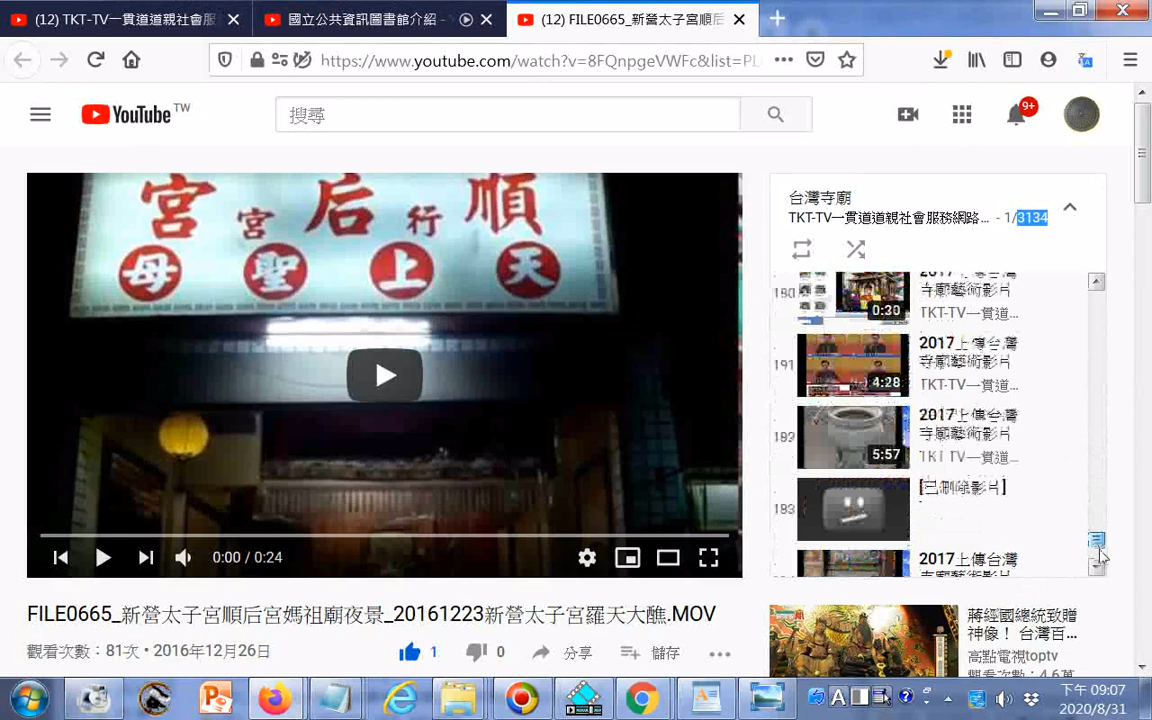 (12) TKT-TV一貫道道親社會服
國立公共資訊圖書館介紹 -
(12) FILE0665_新營太子宮順后
https://www.youtube.com/watch?v=8FQnpgeVWFc&list=PL
YouTube TW
搜尋
9+
宮 宮 后 行 順
母 聖 上 天
台灣寺廟
TKT-TV一貫道道親社會服務網路... - 1/3134
180
0:30
2017上傳台灣
寺廟藝術影片
TKT-TV一貫道...
191
4:28
2017上傳台灣
寺廟藝術影片
TKT-TV一貫道...
192
5:57
2017上傳台灣
寺廟藝術影片
TKT-TV一貫道...
193
[已刪除影片]
2017上傳台灣
0:00 / 0:24
FILE0665_新營太子宮順后宮媽祖廟夜景_20161223新營太子宮羅天大醮.MOV
觀看次數：81次 • 2016年12月26日
1
0
分享
儲存
蔣經國總統致贈
神像！ 台灣百...
高點電視toptv
觀看次數：4.6萬
下午 09:07
2020/8/31